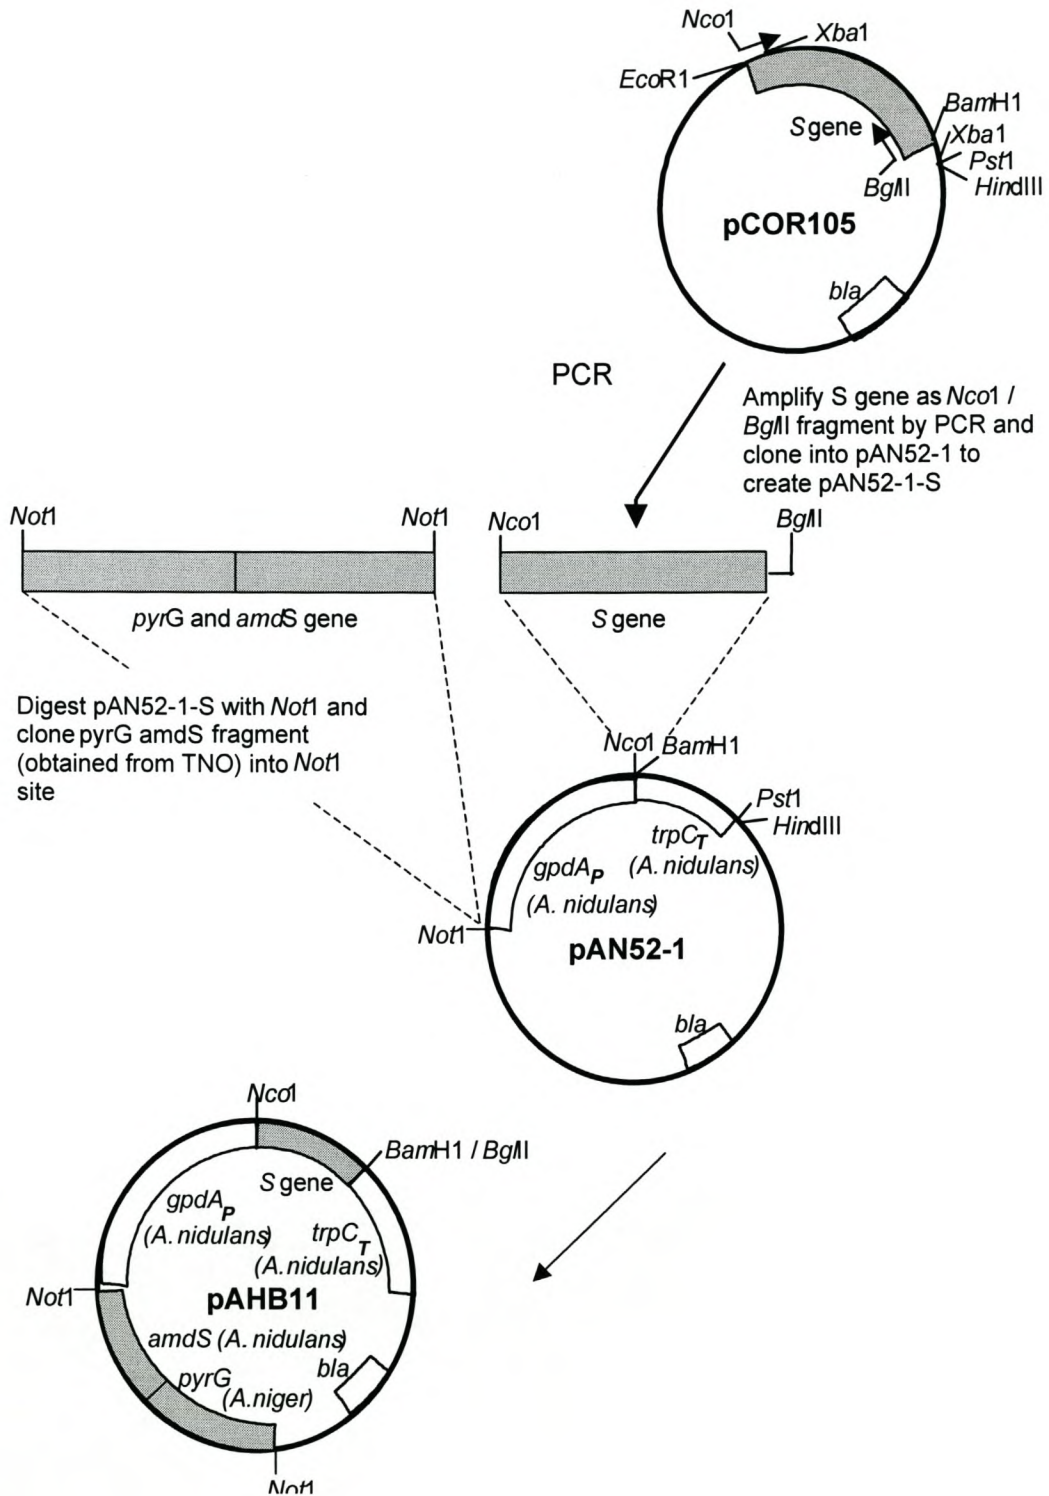 Nco1
Xba1
EcoR1
BamH1
S gene
Xba1
Pst1
BglII
HindIII
pCOR105
bla
PCR
Amplify S gene as Nco1 /
BglII fragment by PCR and
clone into pAN52-1 to
create pAN52-1-S
Not1
Not1
Nco1
BglII
pyrG and amdS gene
S gene
Digest pAN52-1-S with Not1 and
clone pyrG amdS fragment
(obtained from TNO) into Not1
site
Nco1
BamH1
Pst1
HindIII
trpCT
(A. nidulans)
gpdAP
(A. nidulans)
Not1
pAN52-1
bla
Nco1
BamH1 / BglII
S gene
gpdAP
(A. nidulans)
trpCT
(A. nidulans)
Not1
pAHB11
amdS (A. nidulans)
pyrG
(A.niger)
bla
Not1